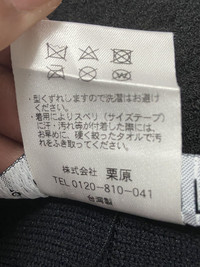 ・型くずれしますので洗濯はお避け
ください。
・着用によりスベリ(サイズテープ)
に汗・汚れ等が付着した際には、
お早めに、硬く絞ったタオルで汚
れをふき取ってください。
株式会社 栗原
TEL 0120-810-041
台湾製